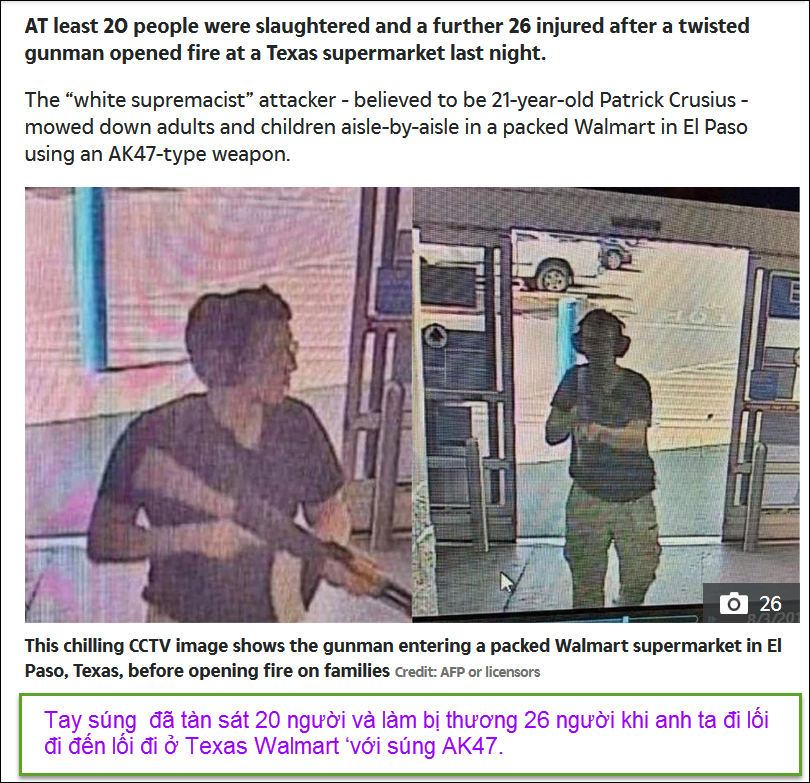 AT least 20 people were slaughtered and a further 26 injured after a twisted
gunman opened fire at a Texas supermarket last night.
The “white supremacist” attacker - believed to be 21-year-old Patrick Crusius -
mowed down adults and children aisle-by-aisle in a packed Walmart in El Paso
using an AK47-type weapon.
26
This chilling CCTV image shows the gunman entering a packed Walmart supermarket in El
Paso, Texas, before opening fire on families Credit: AFP or licensors
Tay súng đã tàn sát 20 người và làm bị thương 26 người khi anh ta đi lối
đi đến lối đi ở Texas Walmart ‘với súng AK47.